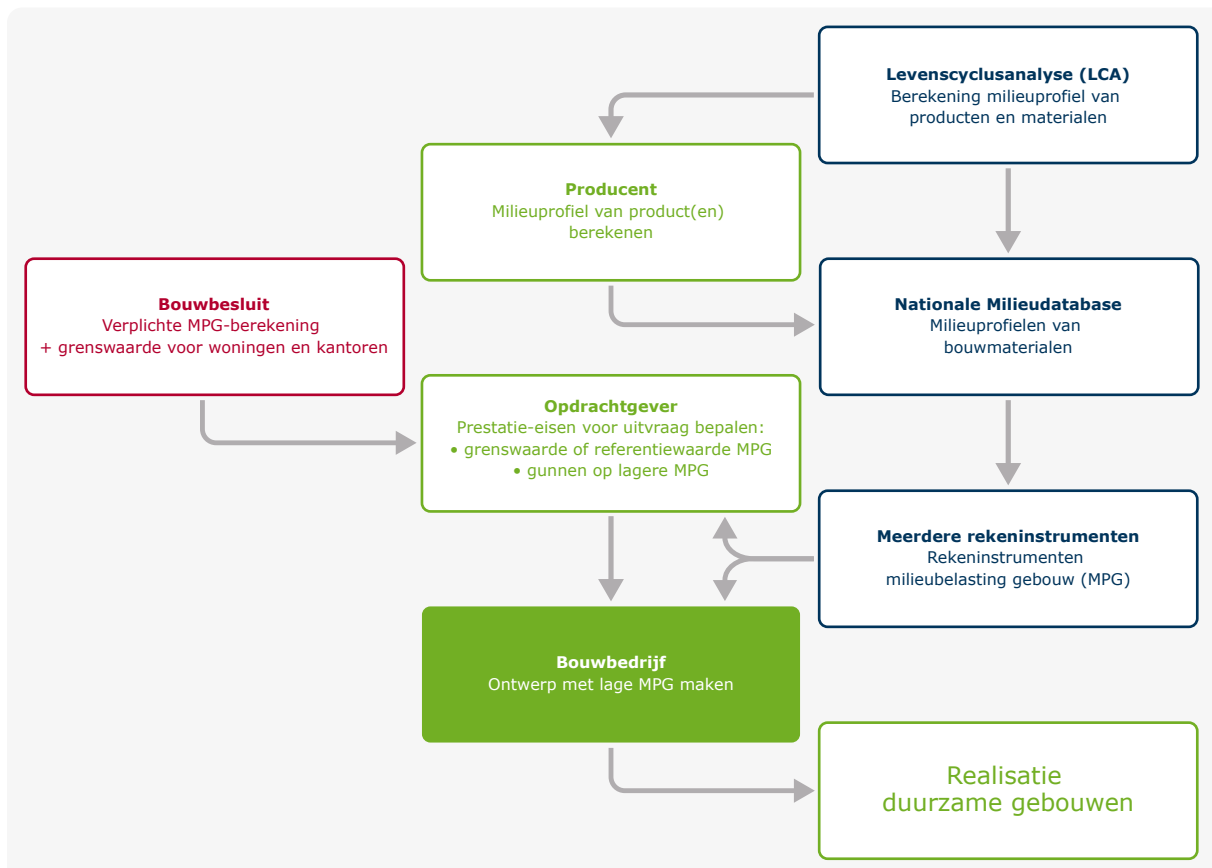 Levenscyclusanalyse (LCA)
Berekening milieuprofiel van
producten en materialen
Producent
Milieuprofiel van product(en)
berekenen
Bouwbesluit
Verplichte MPG-berekening
+ grenswaarde voor woningen en kantoren
Nationale Milieudatabase
Milieuprofielen van
bouwmaterialen
Opdrachtgever
Prestatie-eisen voor uitvraag bepalen:
• grenswaarde of referentiewaarde MPG
• gunnen op lagere MPG
Meerdere rekeninstrumenten
Rekeninstrumenten
milieubelasting gebouw (MPG)
Bouwbedrijf
Ontwerp met lage MPG maken
Realisatie
duurzame gebouwen